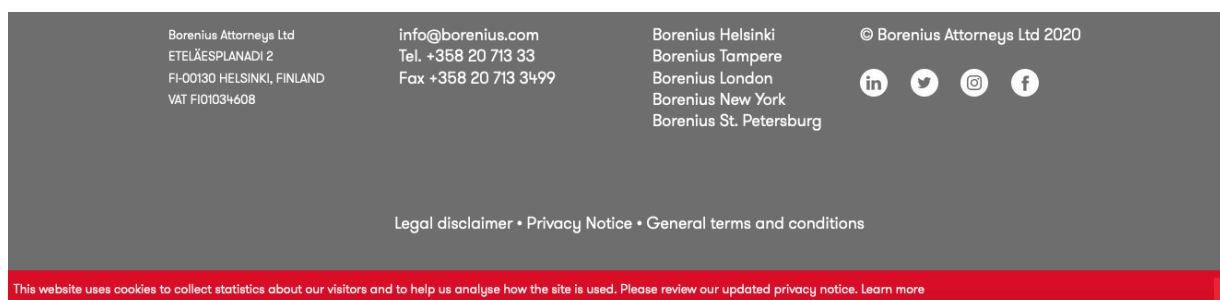 Borenius Attorneys Ltd
ETELÄESPLANADI 2
FI-00130 HELSINKI, FINLAND
VAT FI01034608
info@borenius.com
Tel. +358 20 713 33
Fax +358 20 713 3499
Borenius Helsinki
Borenius Tampere
Borenius London
Borenius New York
Borenius St. Petersburg
© Borenius Attorneys Ltd 2020
Legal disclaimer • Privacy Notice • General terms and conditions
This website uses cookies to collect statistics about our visitors and to help us analyse how the site is used. Please review our updated privacy notice. Learn more